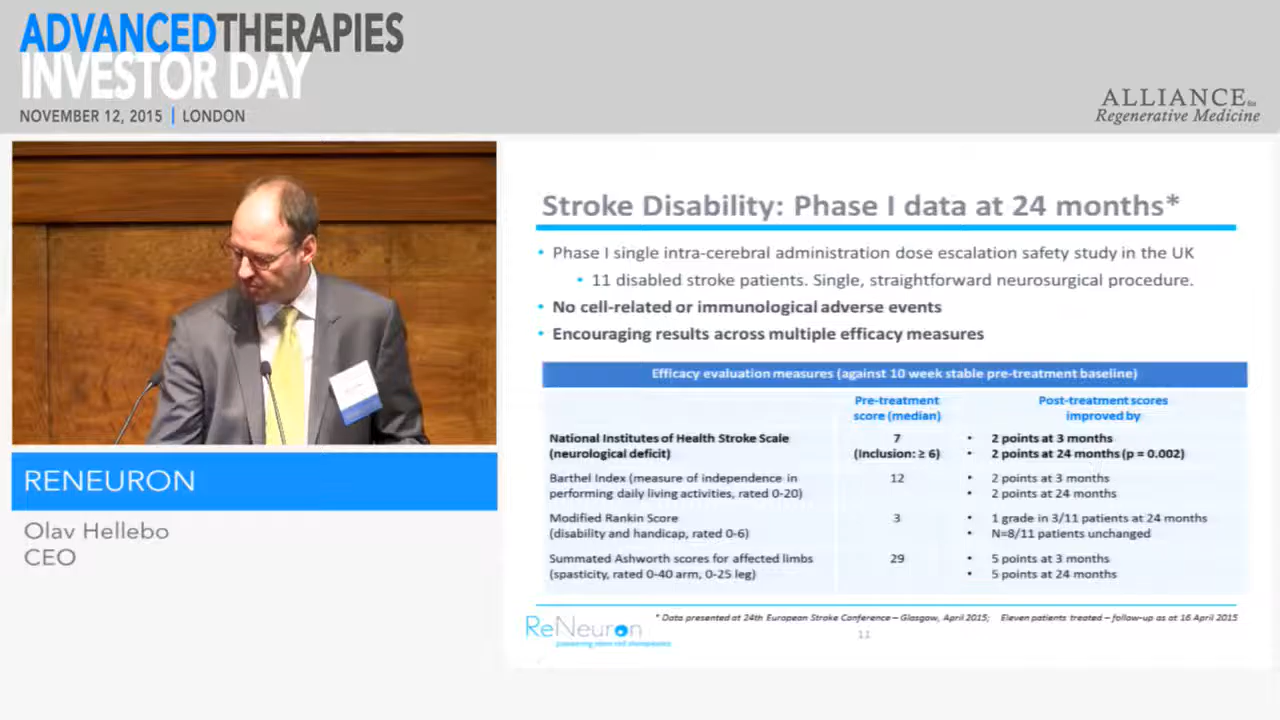 ADVANCEDTHERAPIES
INVESTOR DAY
NOVEMBER 12, 2015 | LONDON
ALLIANCE for
Regenerative Medicine
Stroke Disability: Phase I data at 24 months*
• Phase I single intra-cerebral administration dose escalation safety study in the UK
• 11 disabled stroke patients. Single, straightforward neurosurgical procedure.
• No cell-related or immunological adverse events
• Encouraging results across multiple efficacy measures
Efficacy evaluation measures (against 10 week stable pre-treatment baseline)
Pre-treatment score (median)
Post-treatment scores improved by
National Institutes of Health Stroke Scale (neurological deficit)
7 (Inclusion: ≥ 6)
• 2 points at 3 months
• 2 points at 24 months (p = 0.002)
Barthel Index (measure of independence in performing daily living activities, rated 0-20)
12
• 2 points at 3 months
• 2 points at 24 months
Modified Rankin Score (disability and handicap, rated 0-6)
3
• 1 grade in 3/11 patients at 24 months
• N=8/11 patients unchanged
Summated Ashworth scores for affected limbs (spasticity, rated 0-40 arm, 0-25 leg)
29
• 5 points at 3 months
• 5 points at 24 months
* Data presented at 24th European Stroke Conference – Glasgow, April 2015; Eleven patients treated – follow-up as at 16 April 2015
ReNeuron
11
RENEURON
Olav Hellebo
CEO